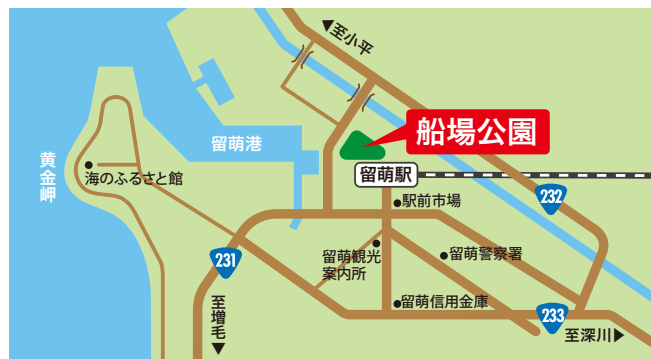 ▼至小平
船場公園
留萌港
黄金岬
海のふるさと館
留萌駅
駅前市場
232
231
留萌観光
案内所
留萌警察署
至増毛▼
留萌信用金庫
233
至深川▶